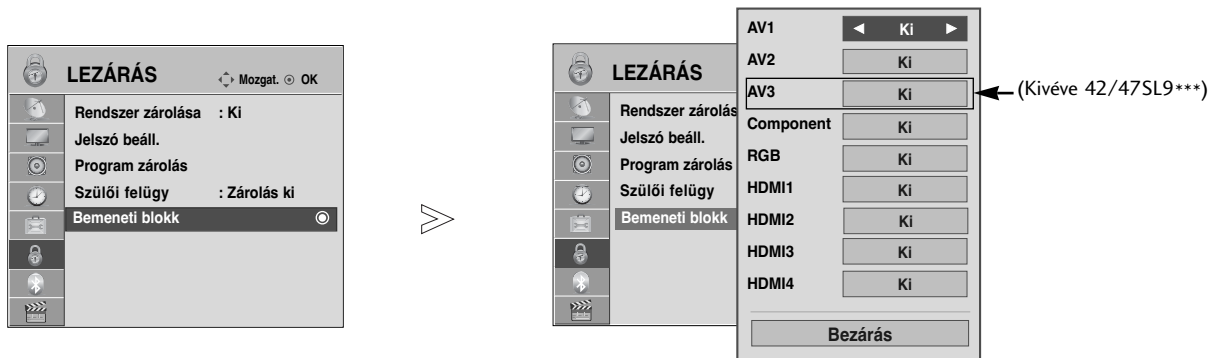 LEZÁRÁS
Mozgat. OK
Rendszer zárolása : Ki
Jelszó beáll.
Program zárolás
Szülői felügy : Zárolás ki
Bemeneti blokk
LEZÁRÁS
Rendszer zárolás
Jelszó beáll.
Program zárolás
Szülői felügy
Bemeneti blokk
AV1 ◄ Ki ►
AV2 Ki
AV3 Ki
Component Ki
RGB Ki
HDMI1 Ki
HDMI2 Ki
HDMI3 Ki
HDMI4 Ki
Bezárás
(Kivéve 42/47SL9***)